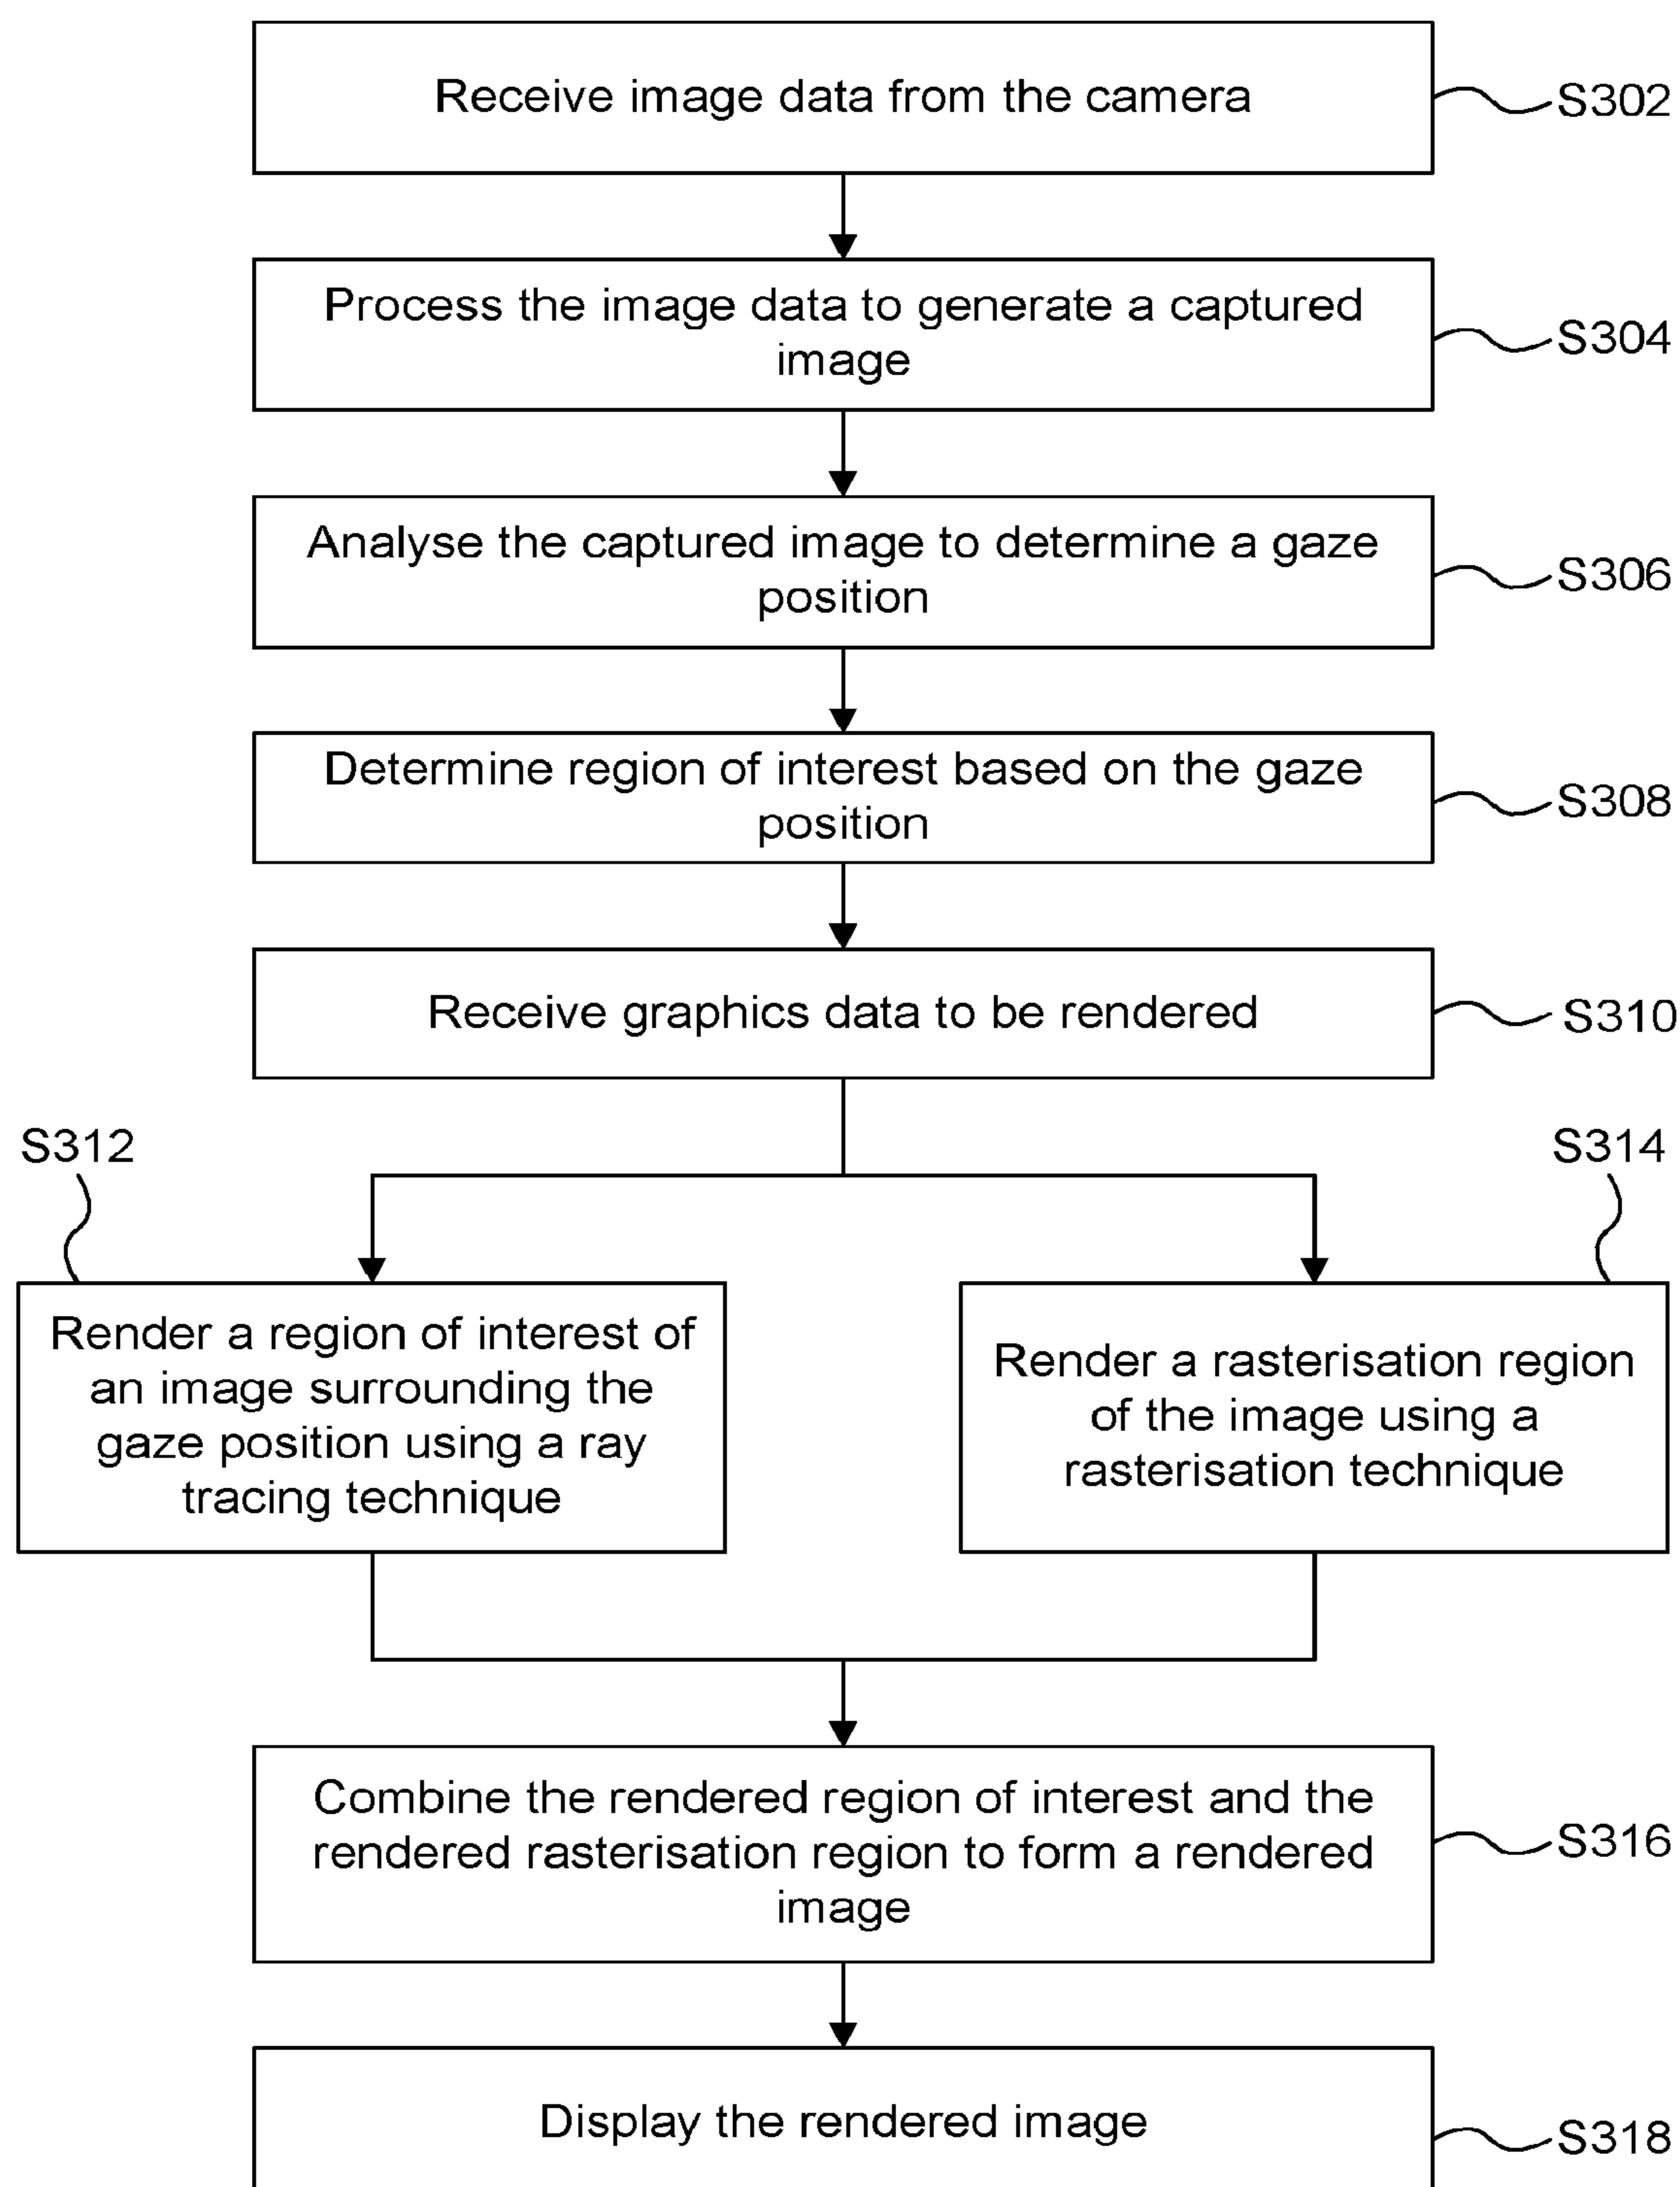 Receive image data from the camera
S302
Process the image data to generate a captured
image
S304
Analyse the captured image to determine a gaze
position
S306
Determine region of interest based on the gaze
position
S308
Receive graphics data to be rendered
S310
S312
S314
Render a region of interest of
an image surrounding the
gaze position using a ray
tracing technique
Render a rasterisation region
of the image using a
rasterisation technique
Combine the rendered region of interest and the
rendered rasterisation region to form a rendered
image
S316
Display the rendered image
S318